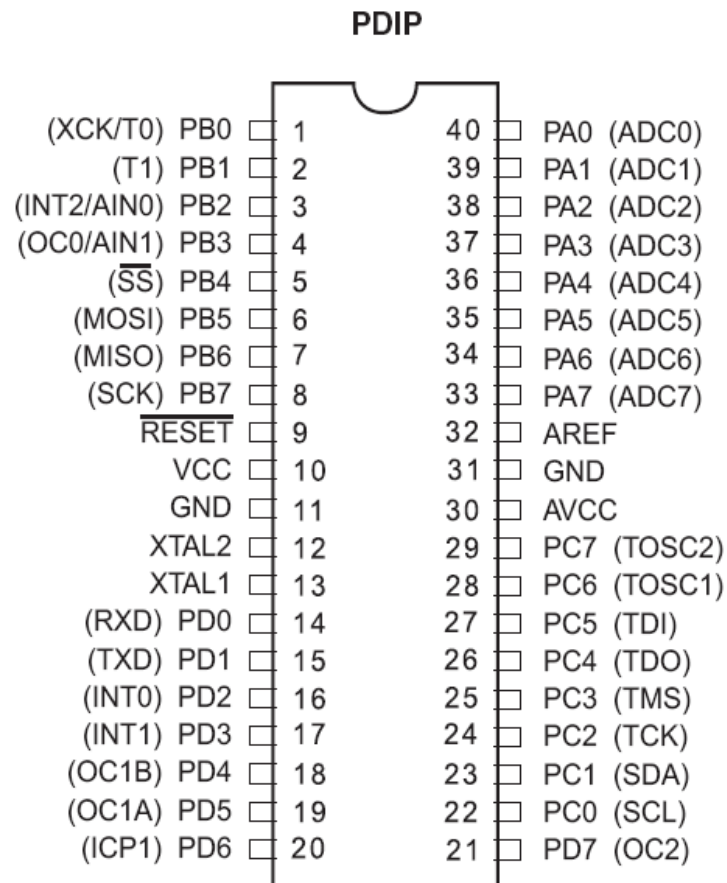 PDIP
(XCK/T0) PB0 1 40 PA0 (ADC0)
(T1) PB1 2 39 PA1 (ADC1)
(INT2/AIN0) PB2 3 38 PA2 (ADC2)
(OC0/AIN1) PB3 4 37 PA3 (ADC3)
(S̅S̅) PB4 5 36 PA4 (ADC4)
(MOSI) PB5 6 35 PA5 (ADC5)
(MISO) PB6 7 34 PA6 (ADC6)
(SCK) PB7 8 33 PA7 (ADC7)
R̅E̅S̅E̅T̅ 9 32 AREF
VCC 10 31 GND
GND 11 30 AVCC
XTAL2 12 29 PC7 (TOSC2)
XTAL1 13 28 PC6 (TOSC1)
(RXD) PD0 14 27 PC5 (TDI)
(TXD) PD1 15 26 PC4 (TDO)
(INT0) PD2 16 25 PC3 (TMS)
(INT1) PD3 17 24 PC2 (TCK)
(OC1B) PD4 18 23 PC1 (SDA)
(OC1A) PD5 19 22 PC0 (SCL)
(ICP1) PD6 20 21 PD7 (OC2)